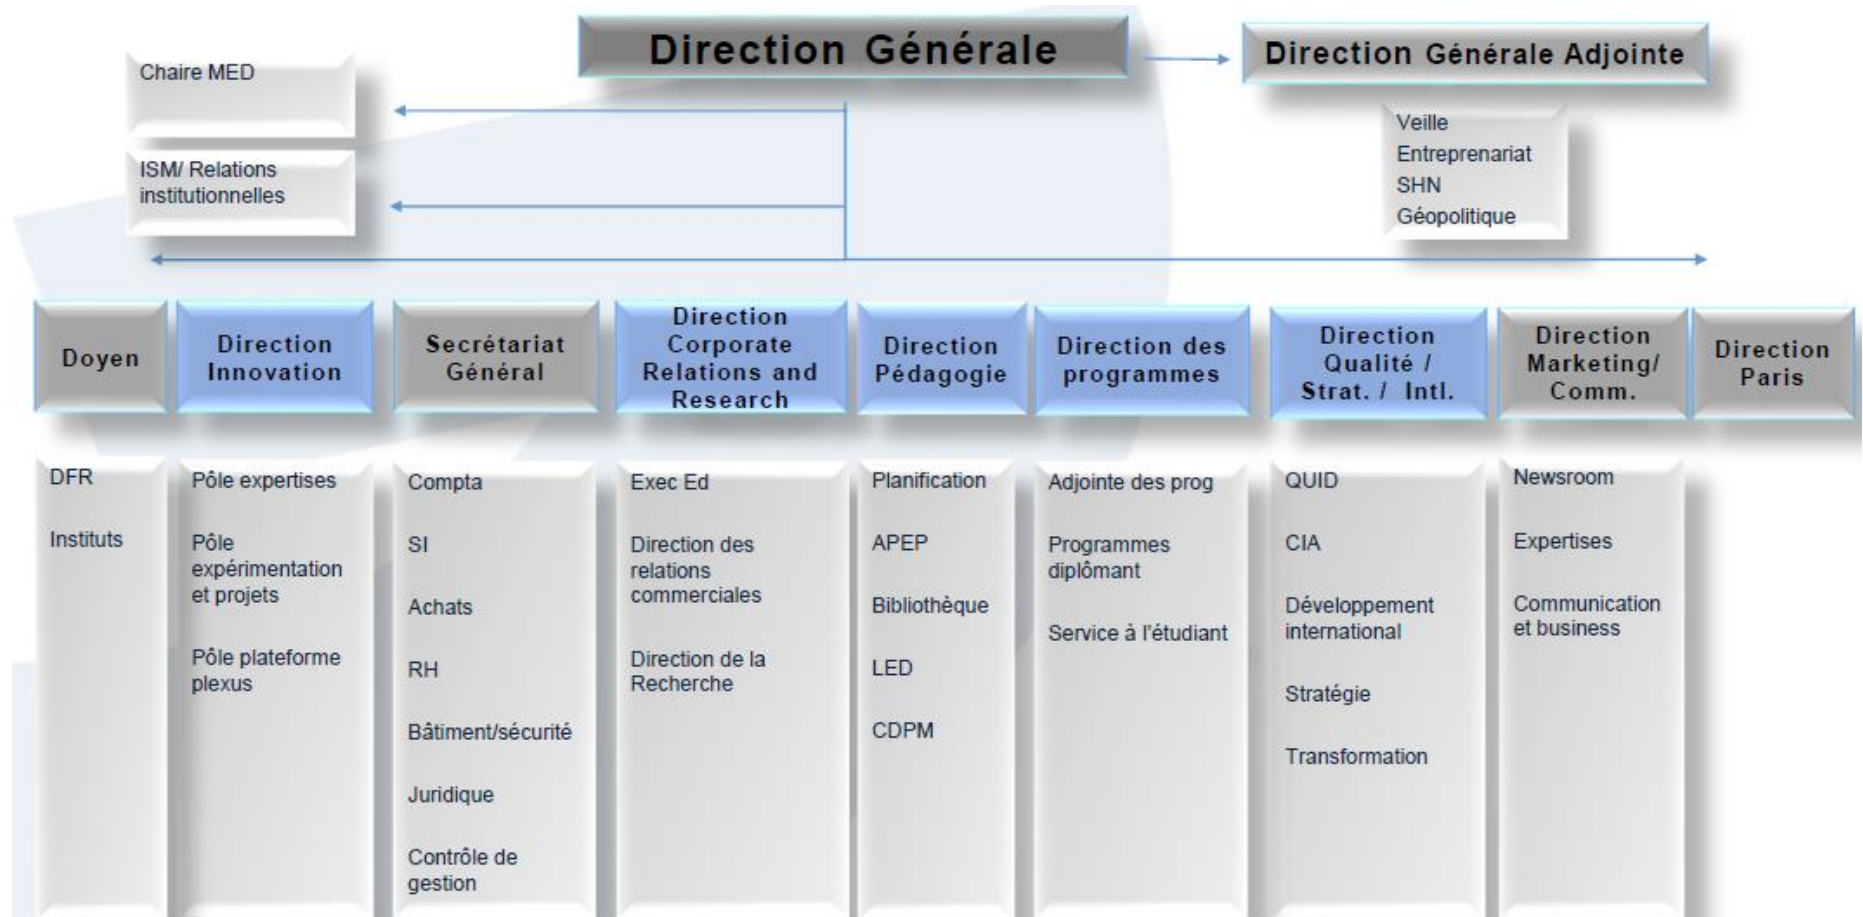 Direction Générale
Direction Générale Adjointe
Chaire MED
ISM/ Relations
institutionnelles
Veille
Entreprenariat
SHN
Géopolitique
Doyen
Direction
Innovation
Secrétariat
Général
Direction
Corporate
Relations and
Research
Direction
Pédagogie
Direction des
programmes
Direction
Qualité /
Strat. / Intl.
Direction
Marketing/
Comm.
Direction
Paris
DFR
Instituts
Pôle expertises
Pôle
expérimentation
et projets
Pôle plateforme
plexus
Compta
SI
Achats
RH
Bâtiment/sécurité
Juridique
Contrôle de
gestion
Exec Ed
Direction des
relations
commerciales
Direction de la
Recherche
Planification
APEP
Bibliothèque
LED
CDPM
Adjointe des prog
Programmes
diplômant
Service à l'étudiant
QUID
CIA
Développement
international
Stratégie
Transformation
Newsroom
Expertises
Communication
et business